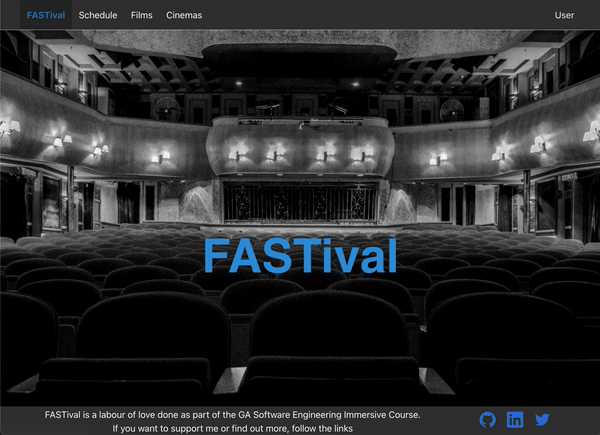 FASTival
Schedule
Films
Cinemas
User
FASTival
FASTival is a labour of love done as part of the GA Software Engineering Immersive Course.
If you want to support me or find out more, follow the links